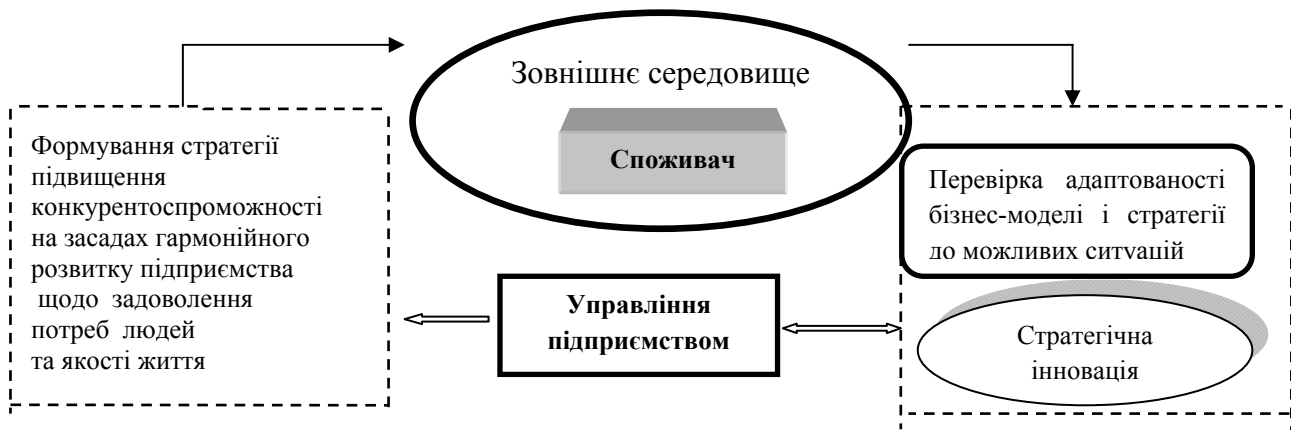 Зовнішнє середовище
Споживач
Формування стратегії
підвищення
конкурентоспроможності
на засадах гармонійного
розвитку підприємства
щодо задоволення
потреб людей
та якості життя
Управління
підприємством
Перевірка адаптованості
бізнес-моделі і стратегії
до можливих ситуацій
Стратегічна
інновація